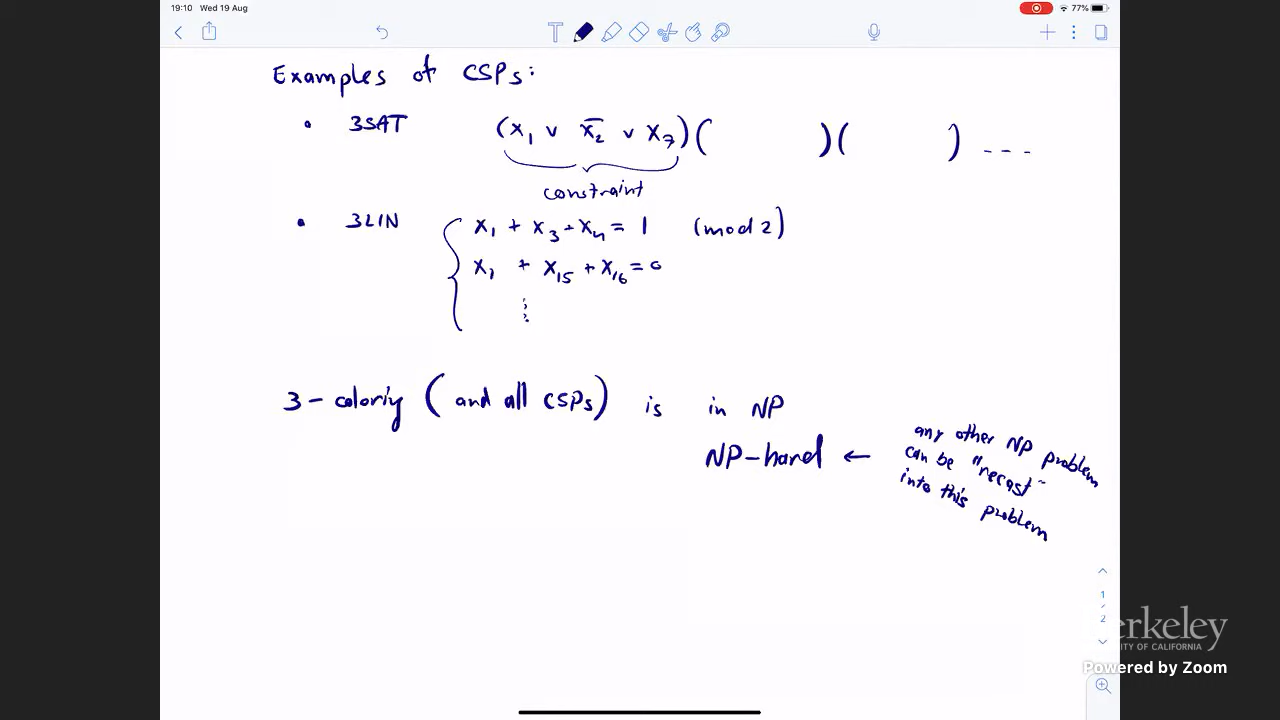 19:10 Wed 19 Aug
77%
T
Examples of CSPs:
• 3SAT (x₁ ∨ x̄₂ ∨ x₇)( )( ) ...
constraint
• 3LIN x₁ + x₃ + x₄ = 1 (mod 2)
x₁ + x₁₅ + x₁₆ = 0
⋮
3-coloring (and all CSPs) is in NP
NP-hard ←
any other NP problem
can be "recast"
into this problem
1
/
2
erkeley
ITY OF CALIFORNIA
Powered by Zoom